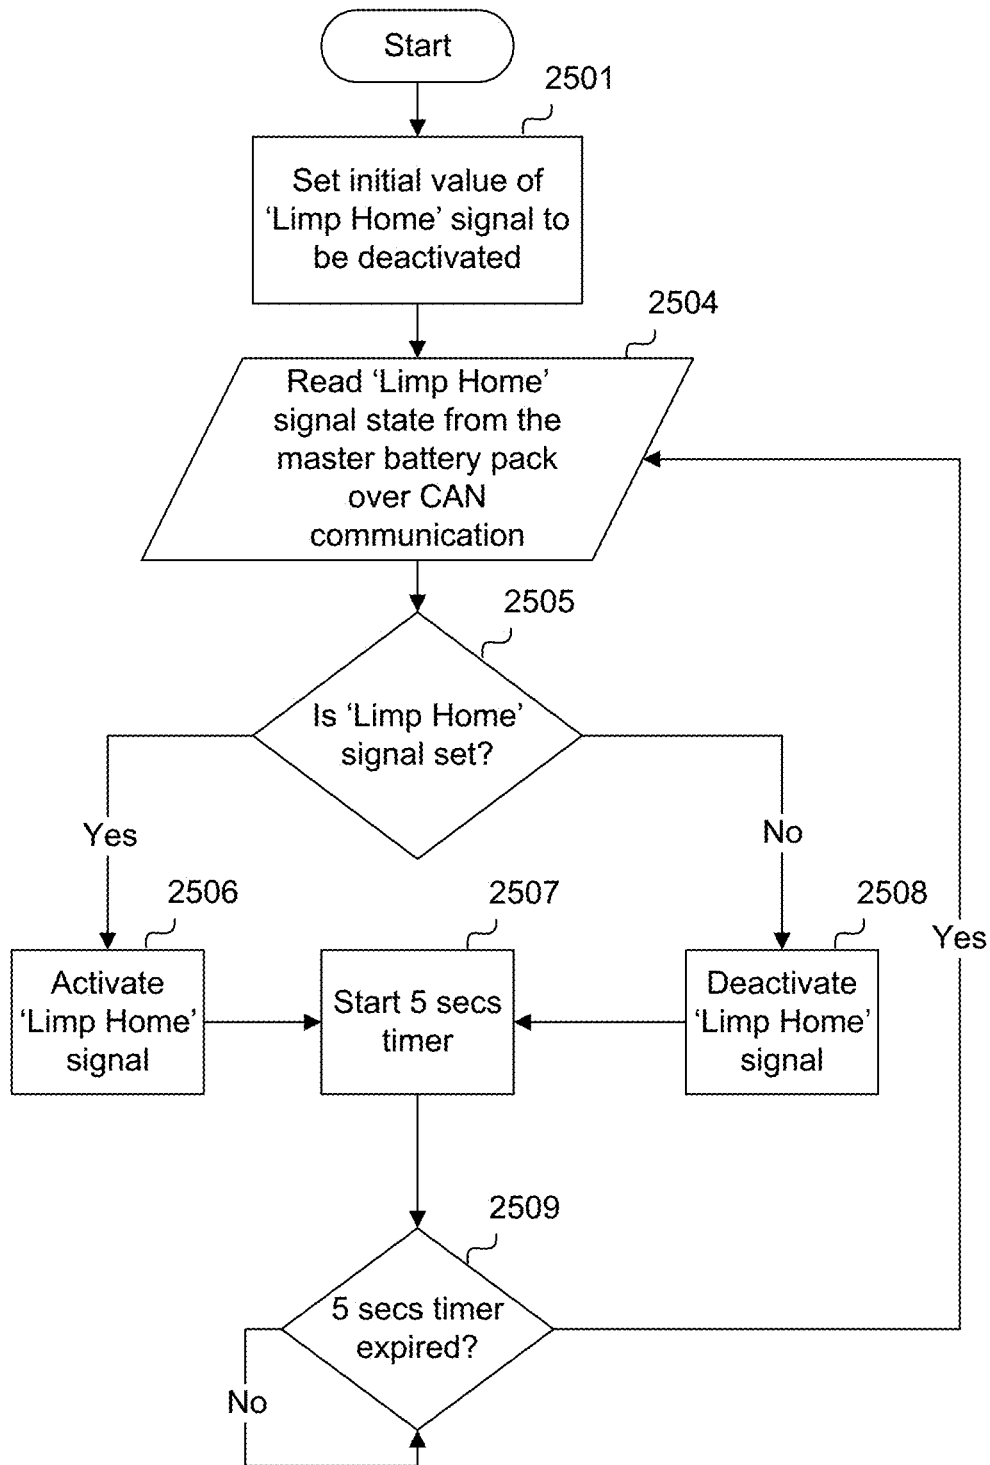 Start
2501
Set initial value of
‘Limp Home’ signal to
be deactivated
2504
Read ‘Limp Home’
signal state from the
master battery pack
over CAN
communication
2505
Is ‘Limp Home’
signal set?
Yes
No
2506
2507
2508
Activate
‘Limp Home’
signal
Start 5 secs
timer
Deactivate
‘Limp Home’
signal
Yes
2509
5 secs timer
expired?
No